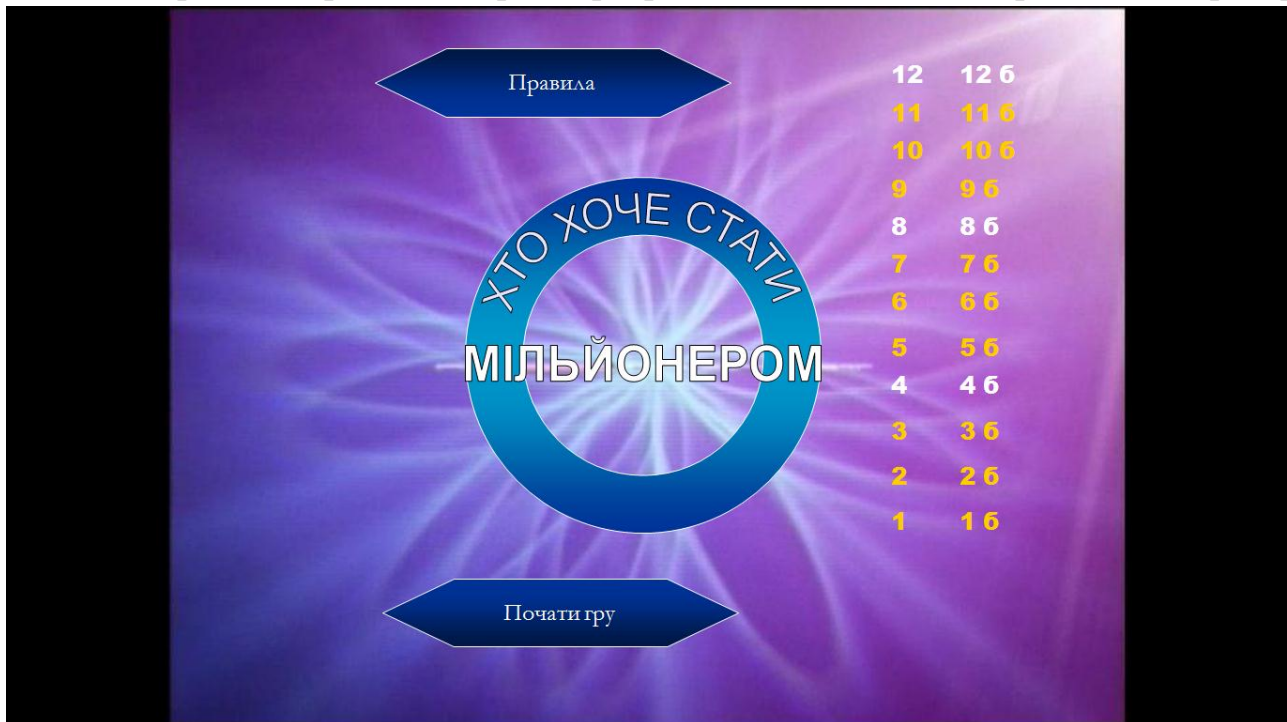 Правила
ХТО ХОЧЕ СТАТИ
МІЛЬЙОНЕРОМ
12 12 б
11 11 б
10 10 б
9 9 б
8 8 б
7 7 б
6 6 б
5 5 б
4 4 б
3 3 б
2 2 б
1 1 б
Почати гру